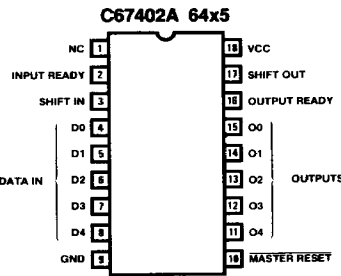 C67402A 64x5
NC 1 18 VCC
INPUT READY 2 17 SHIFT OUT
SHIFT IN 3 16 OUTPUT READY
D0 4 15 O0
D1 5 14 O1
DATA IN D2 6 13 O2 OUTPUTS
D3 7 12 O3
D4 8 11 O4
GND 9 10 MASTER RESET